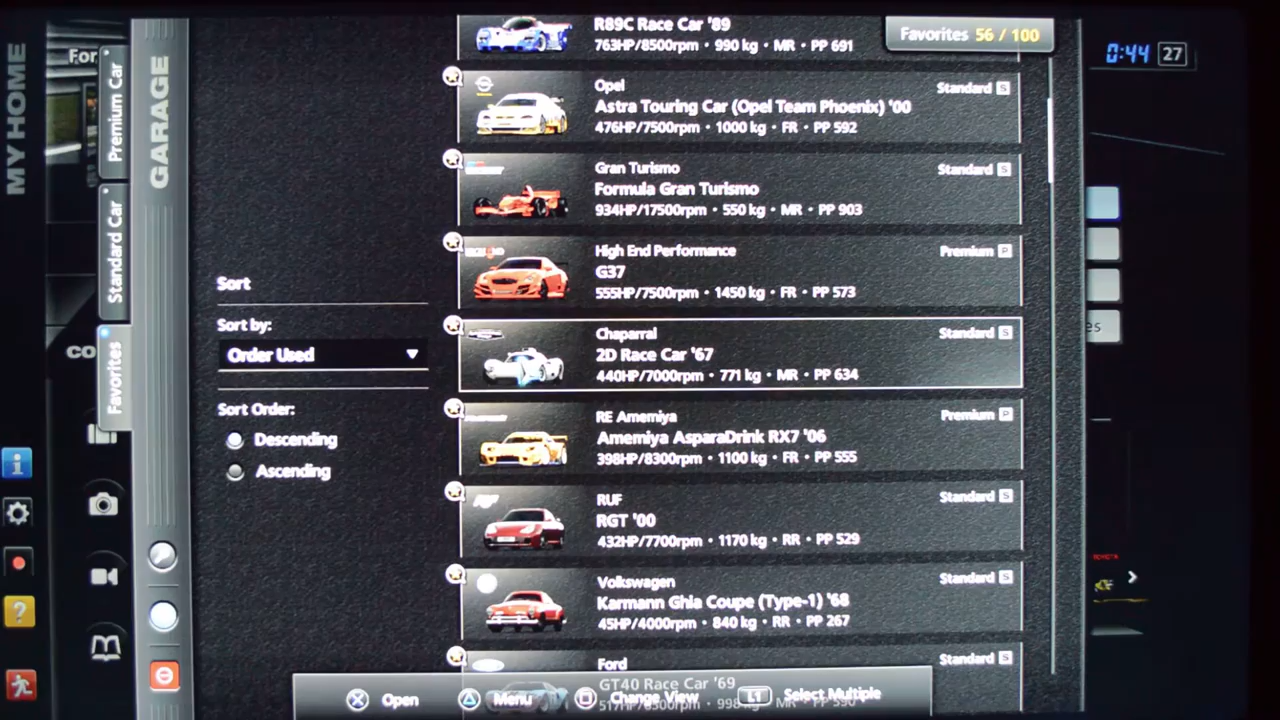 MY HOME
For
Premium Car
Standard Car
Favorites
GARAGE
Sort
Sort by:
Order Used
Sort Order:
Descending
Ascending
Favorites 56 / 100
0:44 27
R89C Race Car '89
763HP/8500rpm • 990 kg • MR • PP 691
Opel
Standard S
Astra Touring Car (Opel Team Phoenix) '00
476HP/7500rpm • 1000 kg • FR • PP 592
Gran Turismo
Standard S
Formula Gran Turismo
934HP/17500rpm • 550 kg • MR • PP 903
High End Performance
Premium P
G37
555HP/7500rpm • 1450 kg • FR • PP 573
Chaparral
Standard S
2D Race Car '67
440HP/7000rpm • 771 kg • MR • PP 634
RE Amemiya
Premium P
Amemiya AsparaDrink RX7 '06
398HP/8300rpm • 1100 kg • FR • PP 555
RUF
Standard S
RGT '00
432HP/7700rpm • 1170 kg • RR • PP 529
Volkswagen
Standard S
Karmann Ghia Coupe (Type-1) '68
45HP/4000rpm • 840 kg • RR • PP 267
Ford
Standard S
GT40 Race Car '69
Open
Menu
Change View
L1 Select Multiple